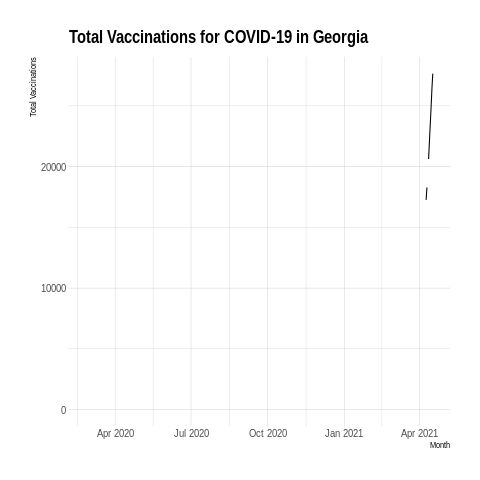 Total Vaccinations for COVID-19 in Georgia
Total Vaccinations
20000
10000
0
Apr 2020 Jul 2020 Oct 2020 Jan 2021 Apr 2021
Month